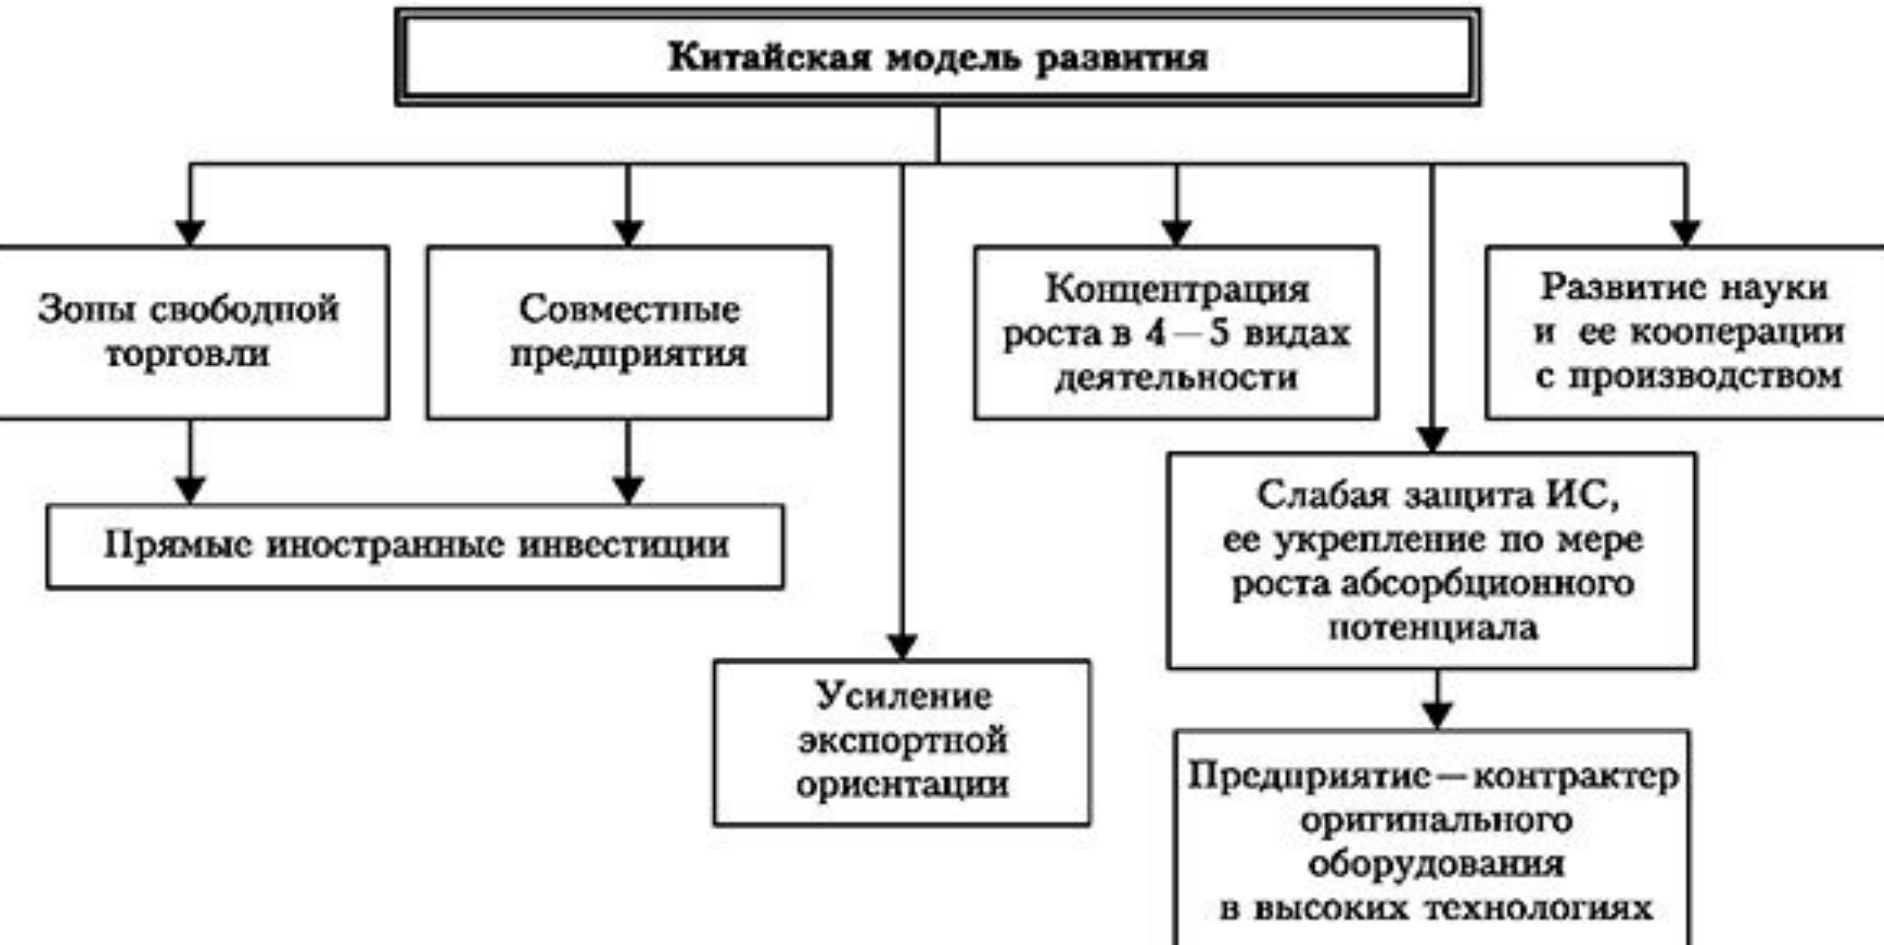 Китайская модель развития
Зоны свободной
торговли
Совместные
предприятия
Концентрация
роста в 4—5 видах
деятельности
Развитие науки
и ее кооперации
с производством
Прямые иностранные инвестиции
Слабая защита ИС,
ее укрепление по мере
роста абсорбционного
потенциала
Усиление
экспортной
ориентации
Предприятие—контрактер
оригинального
оборудования
в высоких технологиях